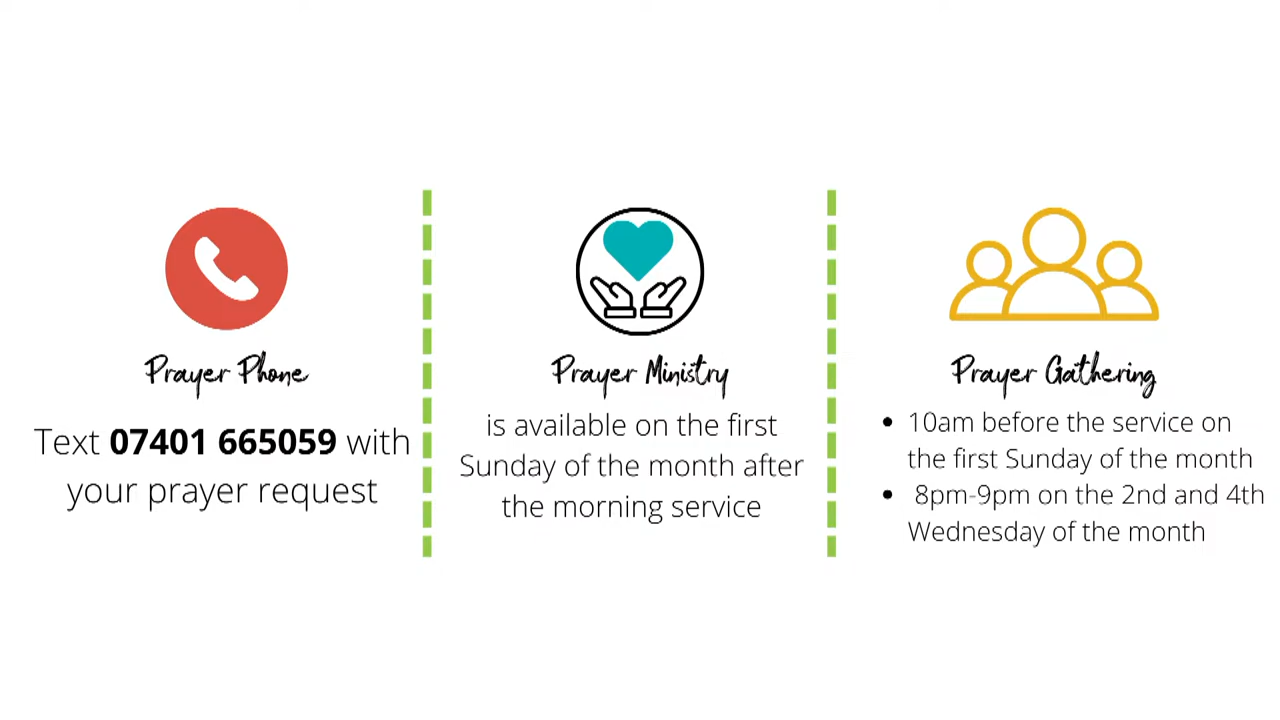 Prayer Phone
Text 07401 665059 with
your prayer request
Prayer Ministry
is available on the first
Sunday of the month after
the morning service
Prayer Gathering
• 10am before the service on
the first Sunday of the month
• 8pm-9pm on the 2nd and 4th
Wednesday of the month